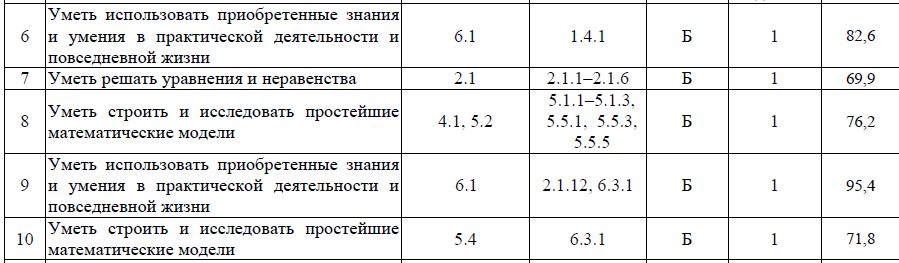 6 Уметь использовать приобретенные знания и умения в практической деятельности и повседневной жизни 6.1 1.4.1 Б 1 82,6
7 Уметь решать уравнения и неравенства 2.1 2.1.1–2.1.6 Б 1 69,9
8 Уметь строить и исследовать простейшие математические модели 4.1, 5.2 5.1.1–5.1.3, 5.5.1, 5.5.3, 5.5.5 Б 1 76,2
9 Уметь использовать приобретенные знания и умения в практической деятельности и повседневной жизни 6.1 2.1.12, 6.3.1 Б 1 95,4
10 Уметь строить и исследовать простейшие математические модели 5.4 6.3.1 Б 1 71,8